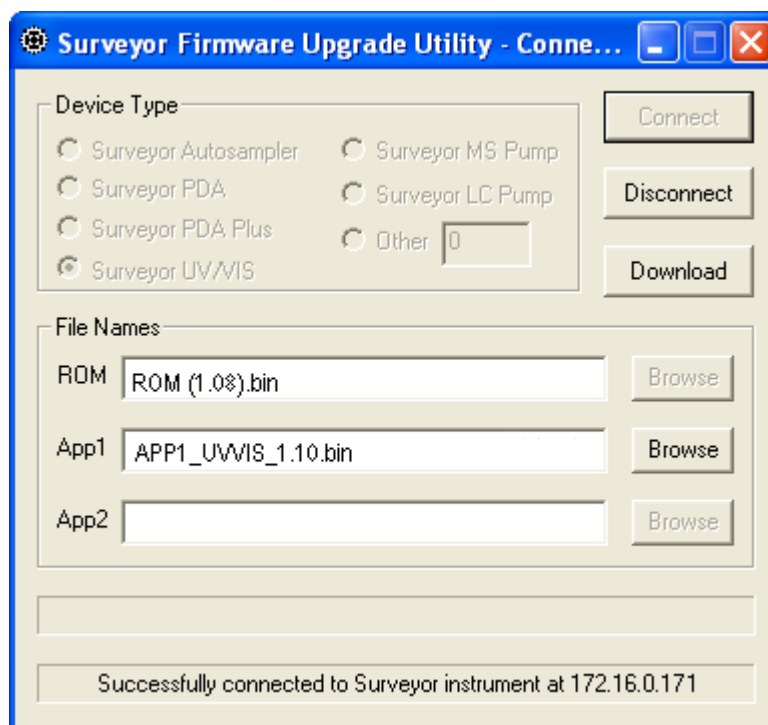 Surveyor Firmware Upgrade Utility - Conne...
Device Type
Surveyor Autosampler
Surveyor PDA
Surveyor PDA Plus
Surveyor UV/VIS
Surveyor MS Pump
Surveyor LC Pump
Other 0
Connect
Disconnect
Download
File Names
ROM ROM (1.08).bin Browse
App1 APP1_UVVIS_1.10.bin Browse
App2 Browse
Successfully connected to Surveyor instrument at 172.16.0.171